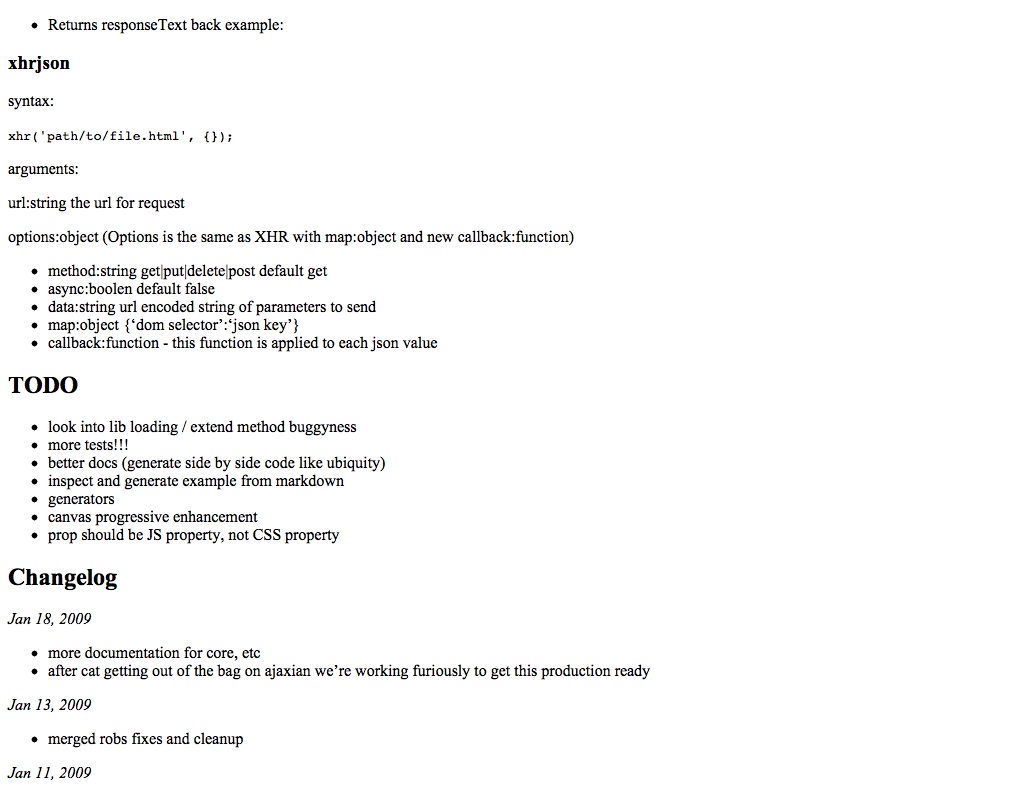 • Returns responseText back example:
xhrjson
syntax:
xhr('path/to/file.html', {});
arguments:
url:string the url for request
options:object (Options is the same as XHR with map:object and new callback:function)
• method:string get|put|delete|post default get
• async:boolen default false
• data:string url encoded string of parameters to send
• map:object {‘dom selector’:‘json key’}
• callback:function - this function is applied to each json value
TODO
• look into lib loading / extend method buggyness
• more tests!!!
• better docs (generate side by side code like ubiquity)
• inspect and generate example from markdown
• generators
• canvas progressive enhancement
• prop should be JS property, not CSS property
Changelog
Jan 18, 2009
• more documentation for core, etc
• after cat getting out of the bag on ajaxian we’re working furiously to get this production ready
Jan 13, 2009
• merged robs fixes and cleanup
Jan 11, 2009